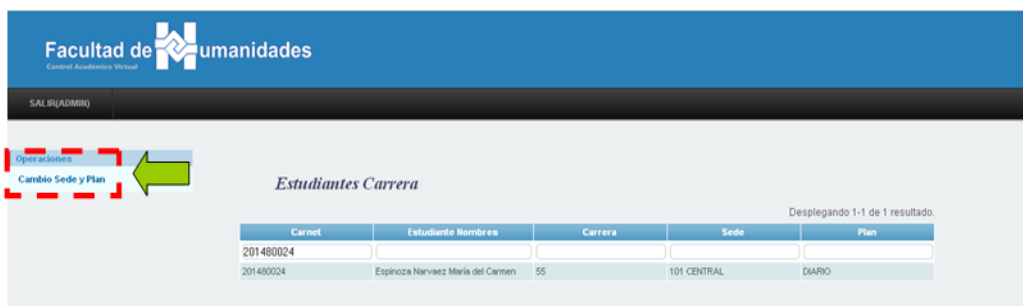 Facultad de Humanidades
Control Académico Virtual
SALIR(ADMIN)
Operaciones
Cambio Sede y Plan
Estudiantes Carrera
Desplegando 1-1 de 1 resultado.
Carnet Estudiante Nombres Carrera Sede Plan
201480024
201480024 Espinoza Narvaez María del Carmen 55 101 CENTRAL DIARIO